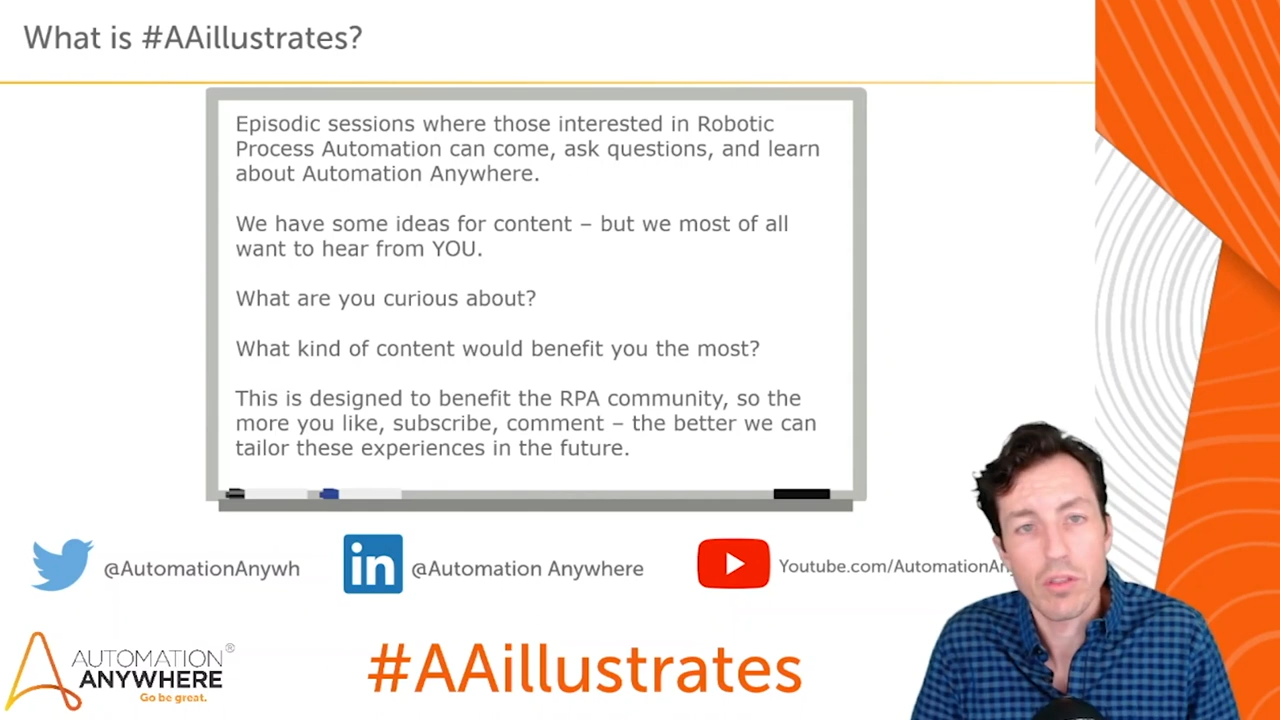 What is #AAillustrates?
Episodic sessions where those interested in Robotic
Process Automation can come, ask questions, and learn
about Automation Anywhere.
We have some ideas for content – but we most of all
want to hear from YOU.
What are you curious about?
What kind of content would benefit you the most?
This is designed to benefit the RPA community, so the
more you like, subscribe, comment – the better we can
tailor these experiences in the future.
@AutomationAnywh
in
@Automation Anywhere
Youtube.com/AutomationAn
AUTOMATION®
ANYWHERE
Go be great.
#AAillustrates